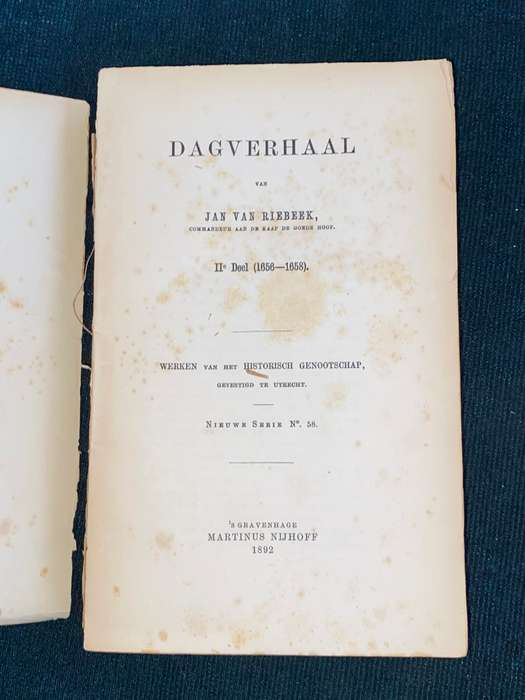 DAGVERHAAL
VAN
JAN VAN RIEBEEK,
COMMANDEUR AAN DE KAAP DE GOEDE HOOP.
IIe Deel (1656—1658).
WERKEN VAN HET HISTORISCH GENOOTSCHAP,
GEVESTIGD TE UTRECHT.
NIEUWE SERIE No. 58.
'S GRAVENHAGE
MARTINUS NIJHOFF
1892